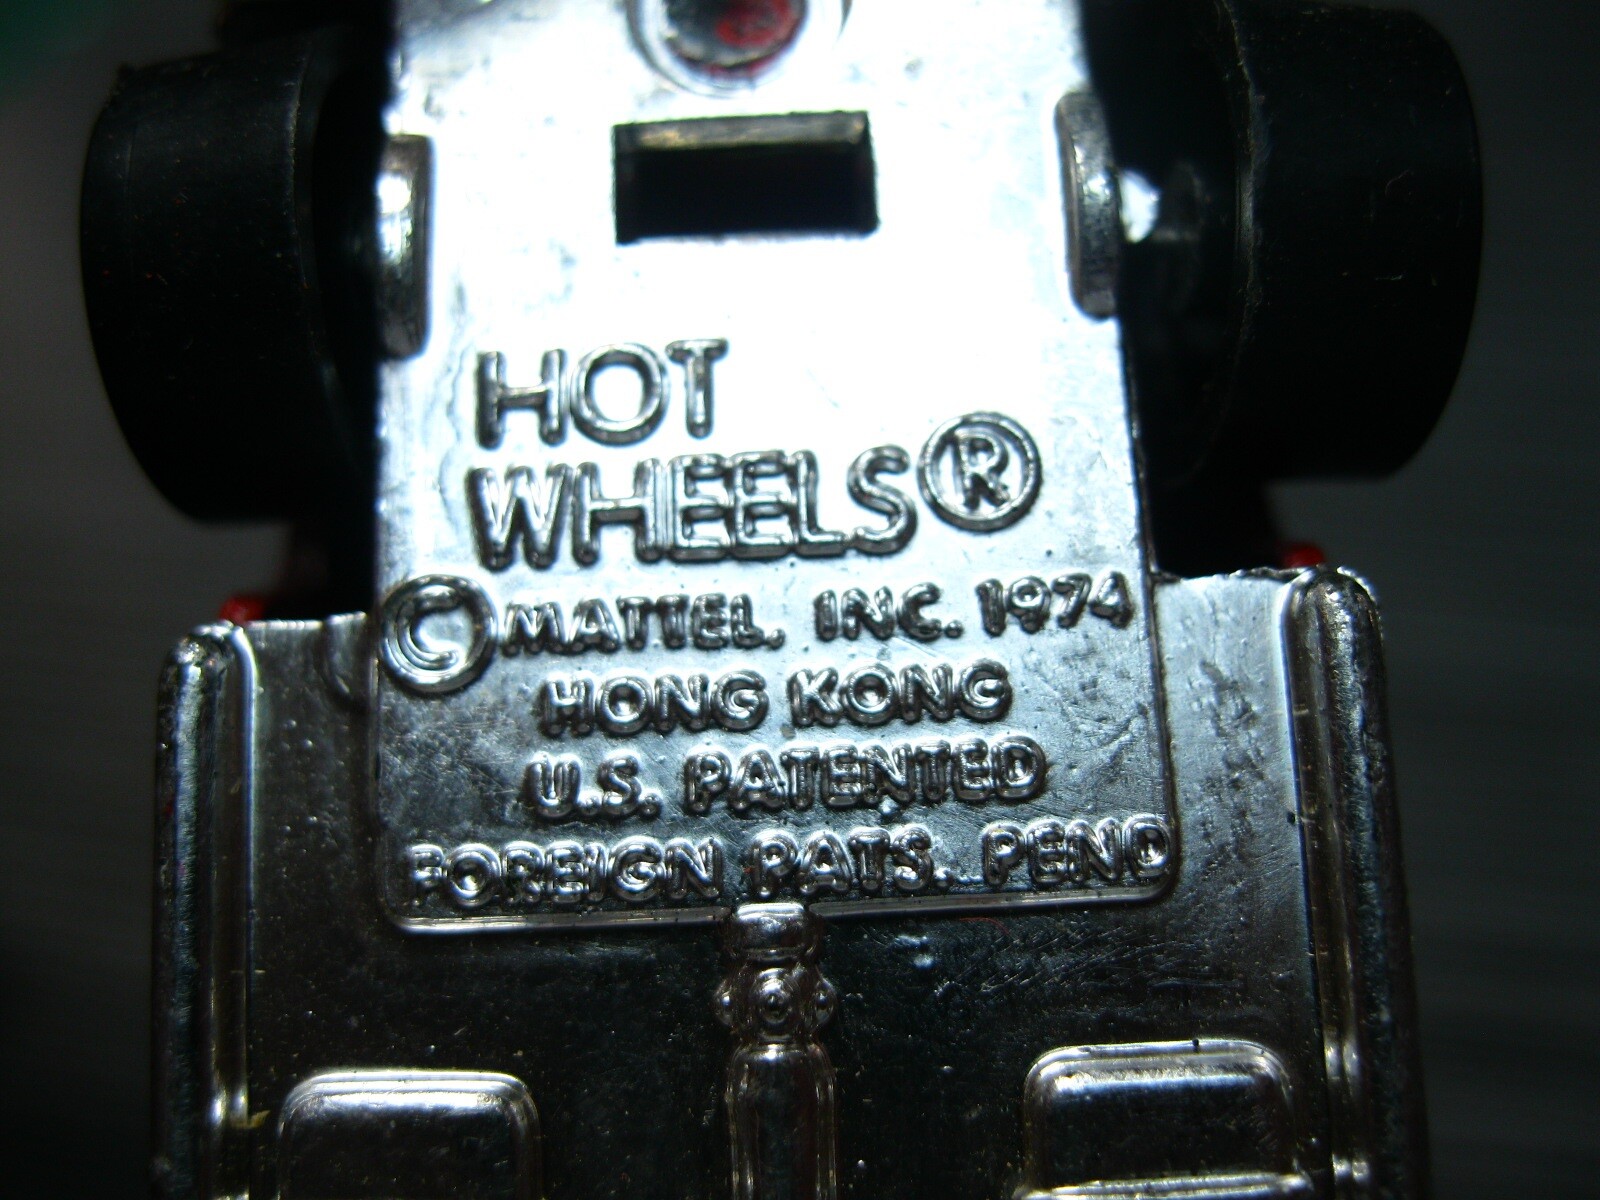 HOT
WHEELS®
© MATTEL, INC. 1974
HONG KONG
U.S. PATENTED
FOREIGN PATS. PEND